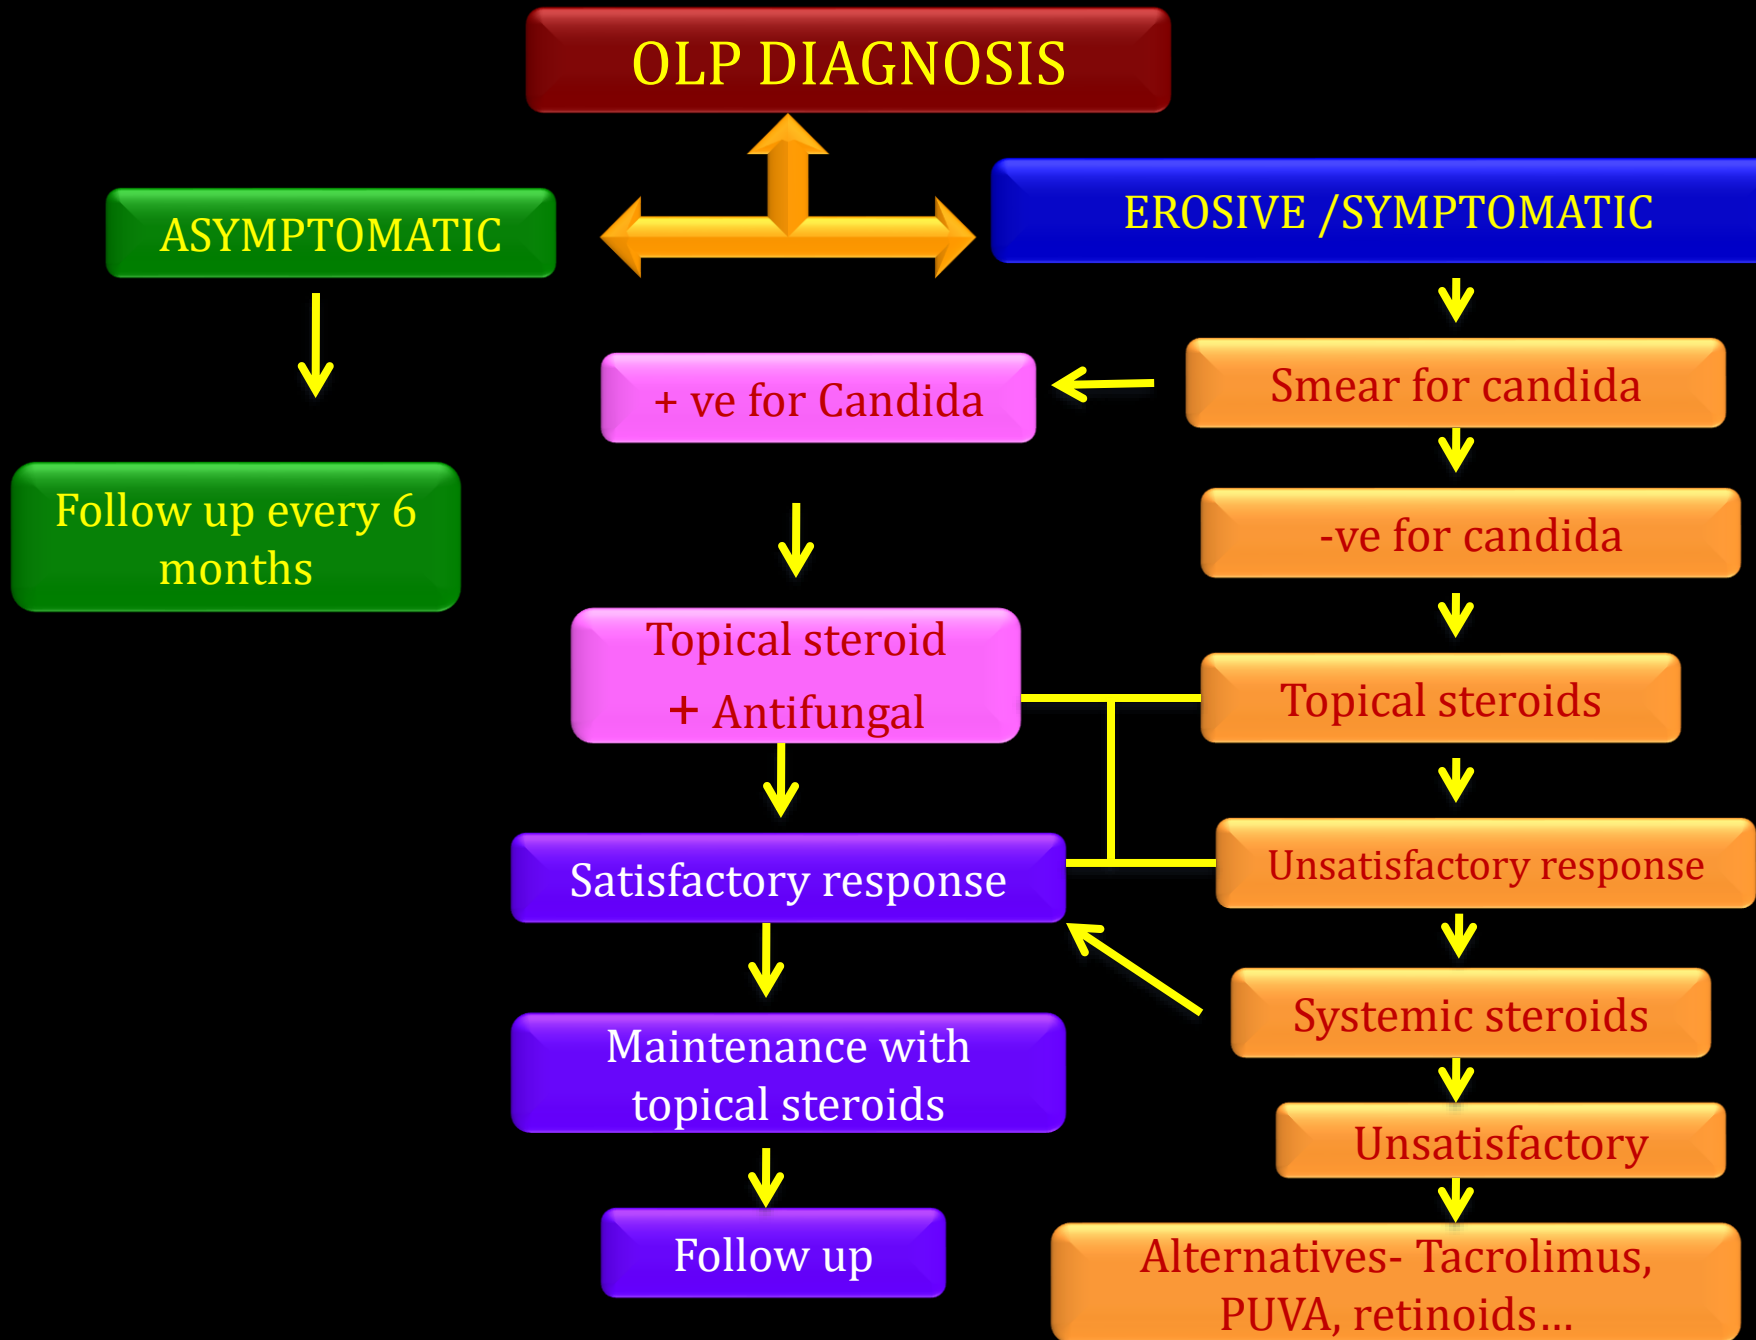 OLP DIAGNOSIS
ASYMPTOMATIC
EROSIVE /SYMPTOMATIC
+ ve for Candida
Smear for candida
Follow up every 6
months
-ve for candida
Topical steroid
+ Antifungal
Topical steroids
Satisfactory response
Unsatisfactory response
Maintenance with
topical steroids
Systemic steroids
Unsatisfactory
Follow up
Alternatives- Tacrolimus,
PUVA, retinoids...